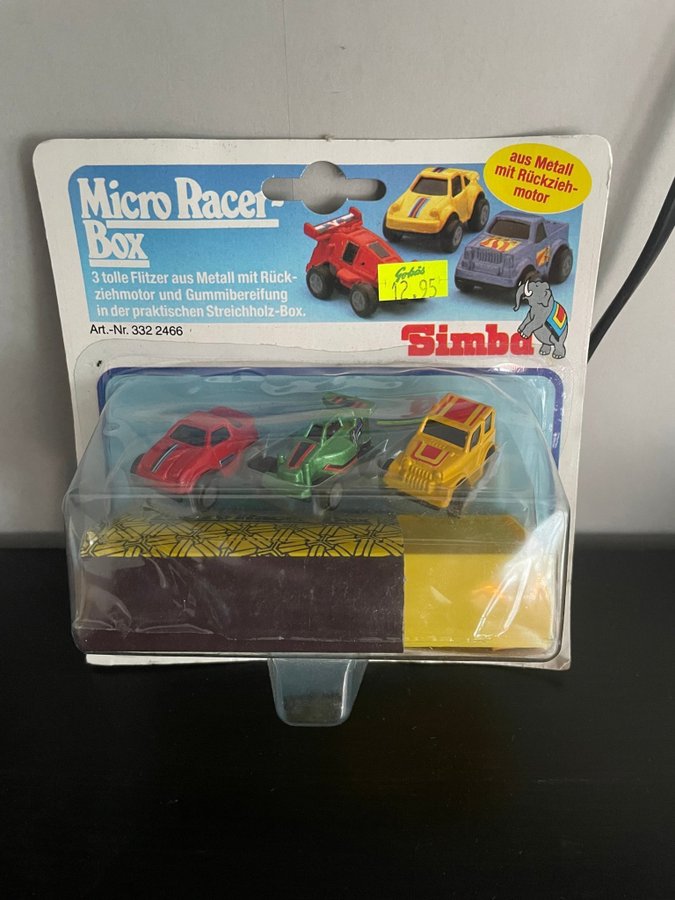 Micro Racer-
Box
aus Metall
mit Rückzieh-
motor
3 tolle Flitzer aus Metall mit Rück-
ziehmotor und Gummibereifung
in der praktischen Streichholz-Box.
12.95
Art.-Nr. 332 2466
Simba